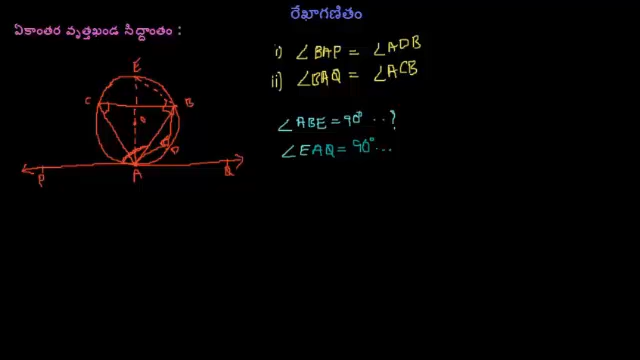 రేఖాగణితం
ఏకాంతర వృత్తఖండ సిద్ధాంతం :
i) ∠BAP = ∠ADB
ii) ∠BAQ = ∠ACB
∠ABE = 90° ..?
∠EAQ = 90° ...
E
C
B
O
D
P
A
Q